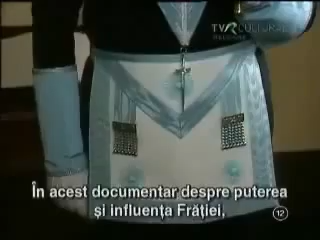 TVR CULTURAL
În acest documentar despre puterea
și influența Frăției,
12